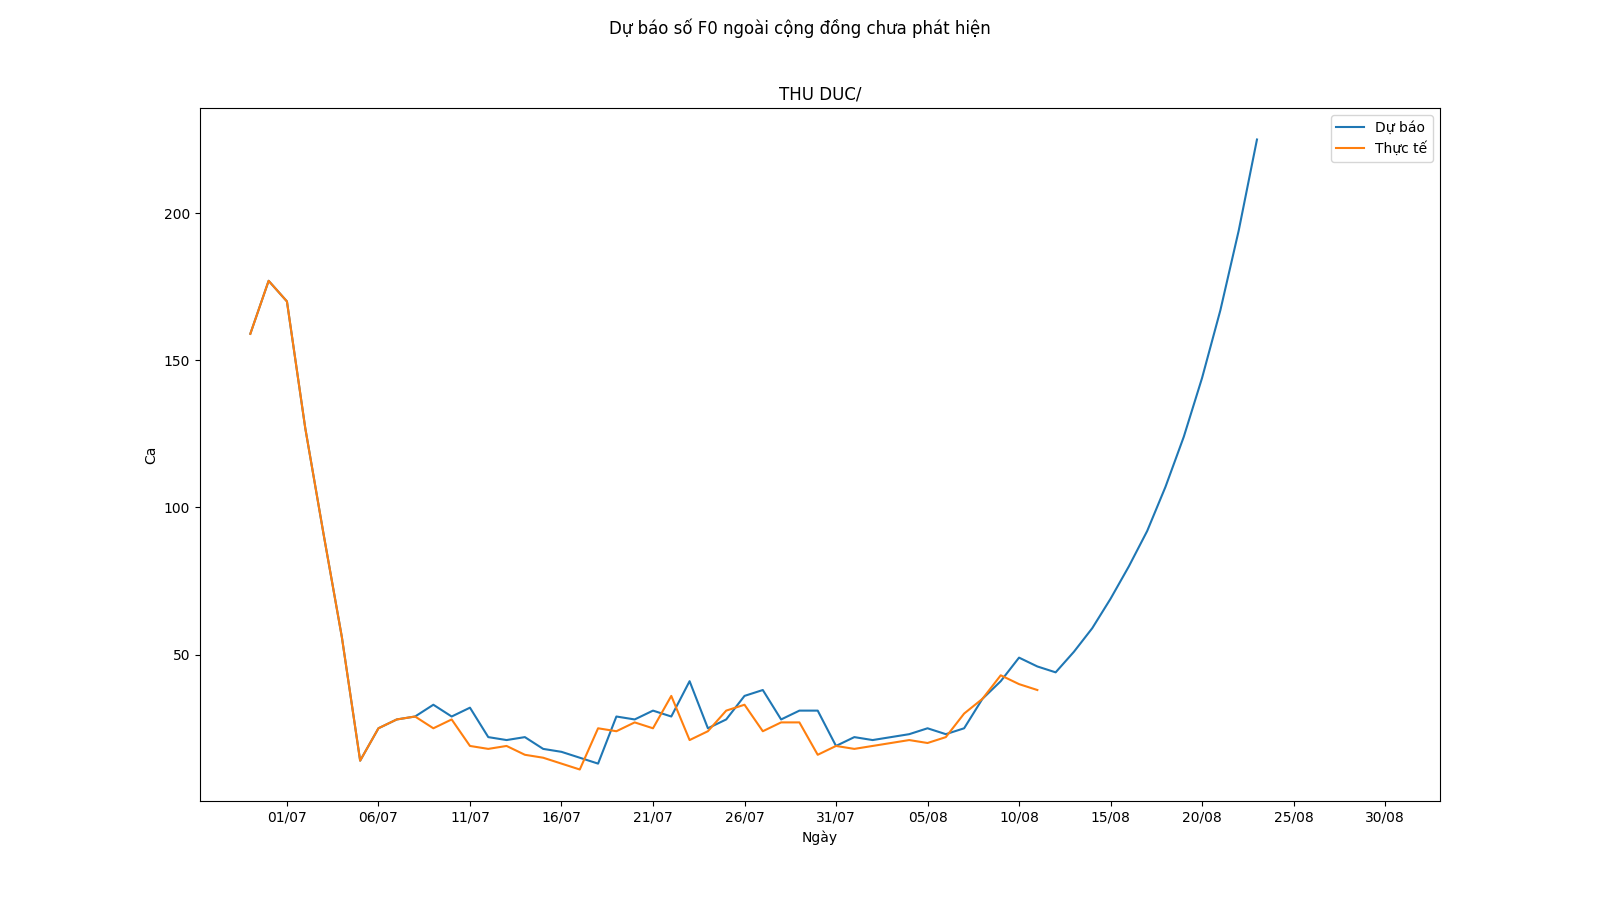 Dự báo số F0 ngoài cộng đồng chưa phát hiện
THU DUC/
Dự báo
Thực tế
200
150
100
50
Ca
01/07 06/07 11/07 16/07 21/07 26/07 31/07 05/08 10/08 15/08 20/08 25/08 30/08
Ngày